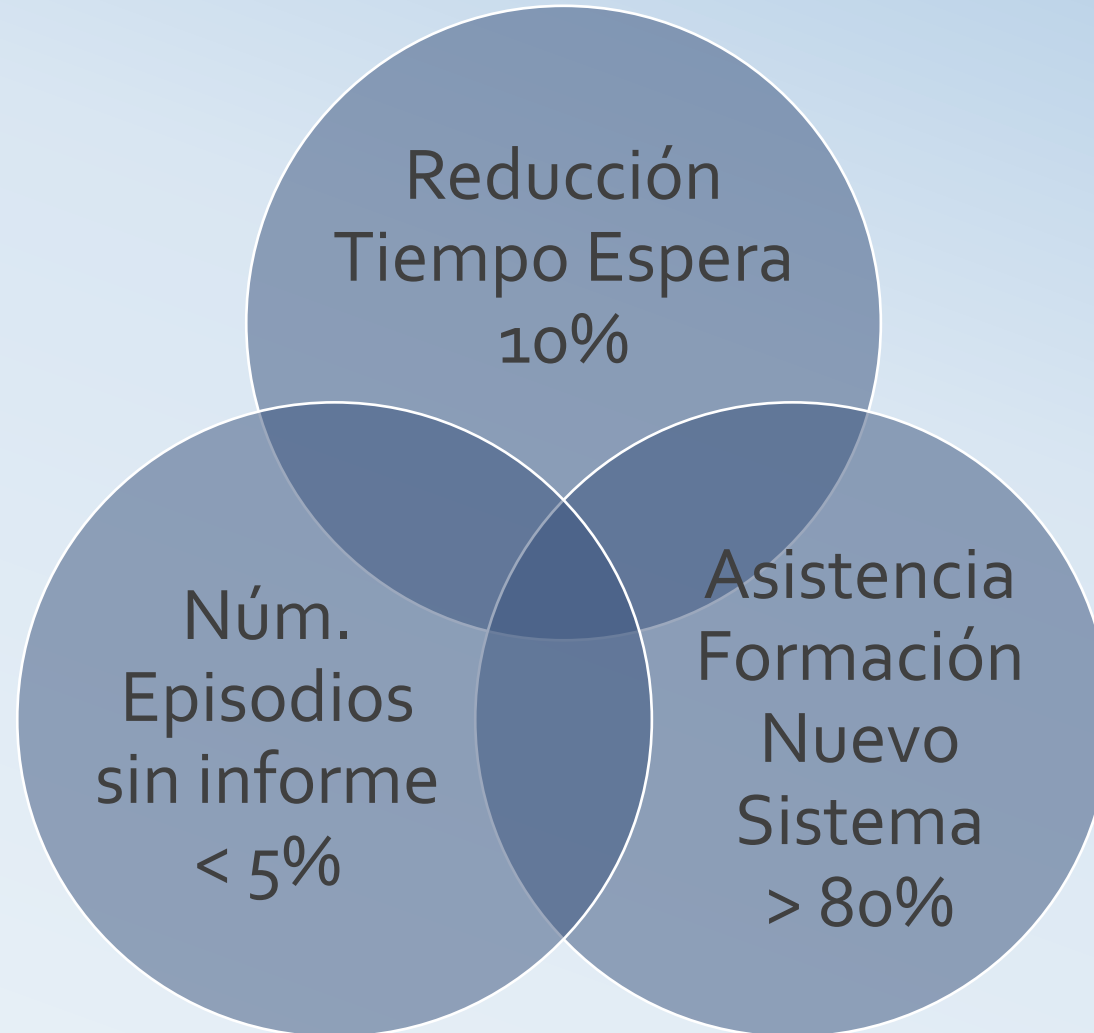 Reducción
Tiempo Espera
10%
Núm.
Episodios
sin informe
< 5%
Asistencia
Formación
Nuevo
Sistema
> 80%